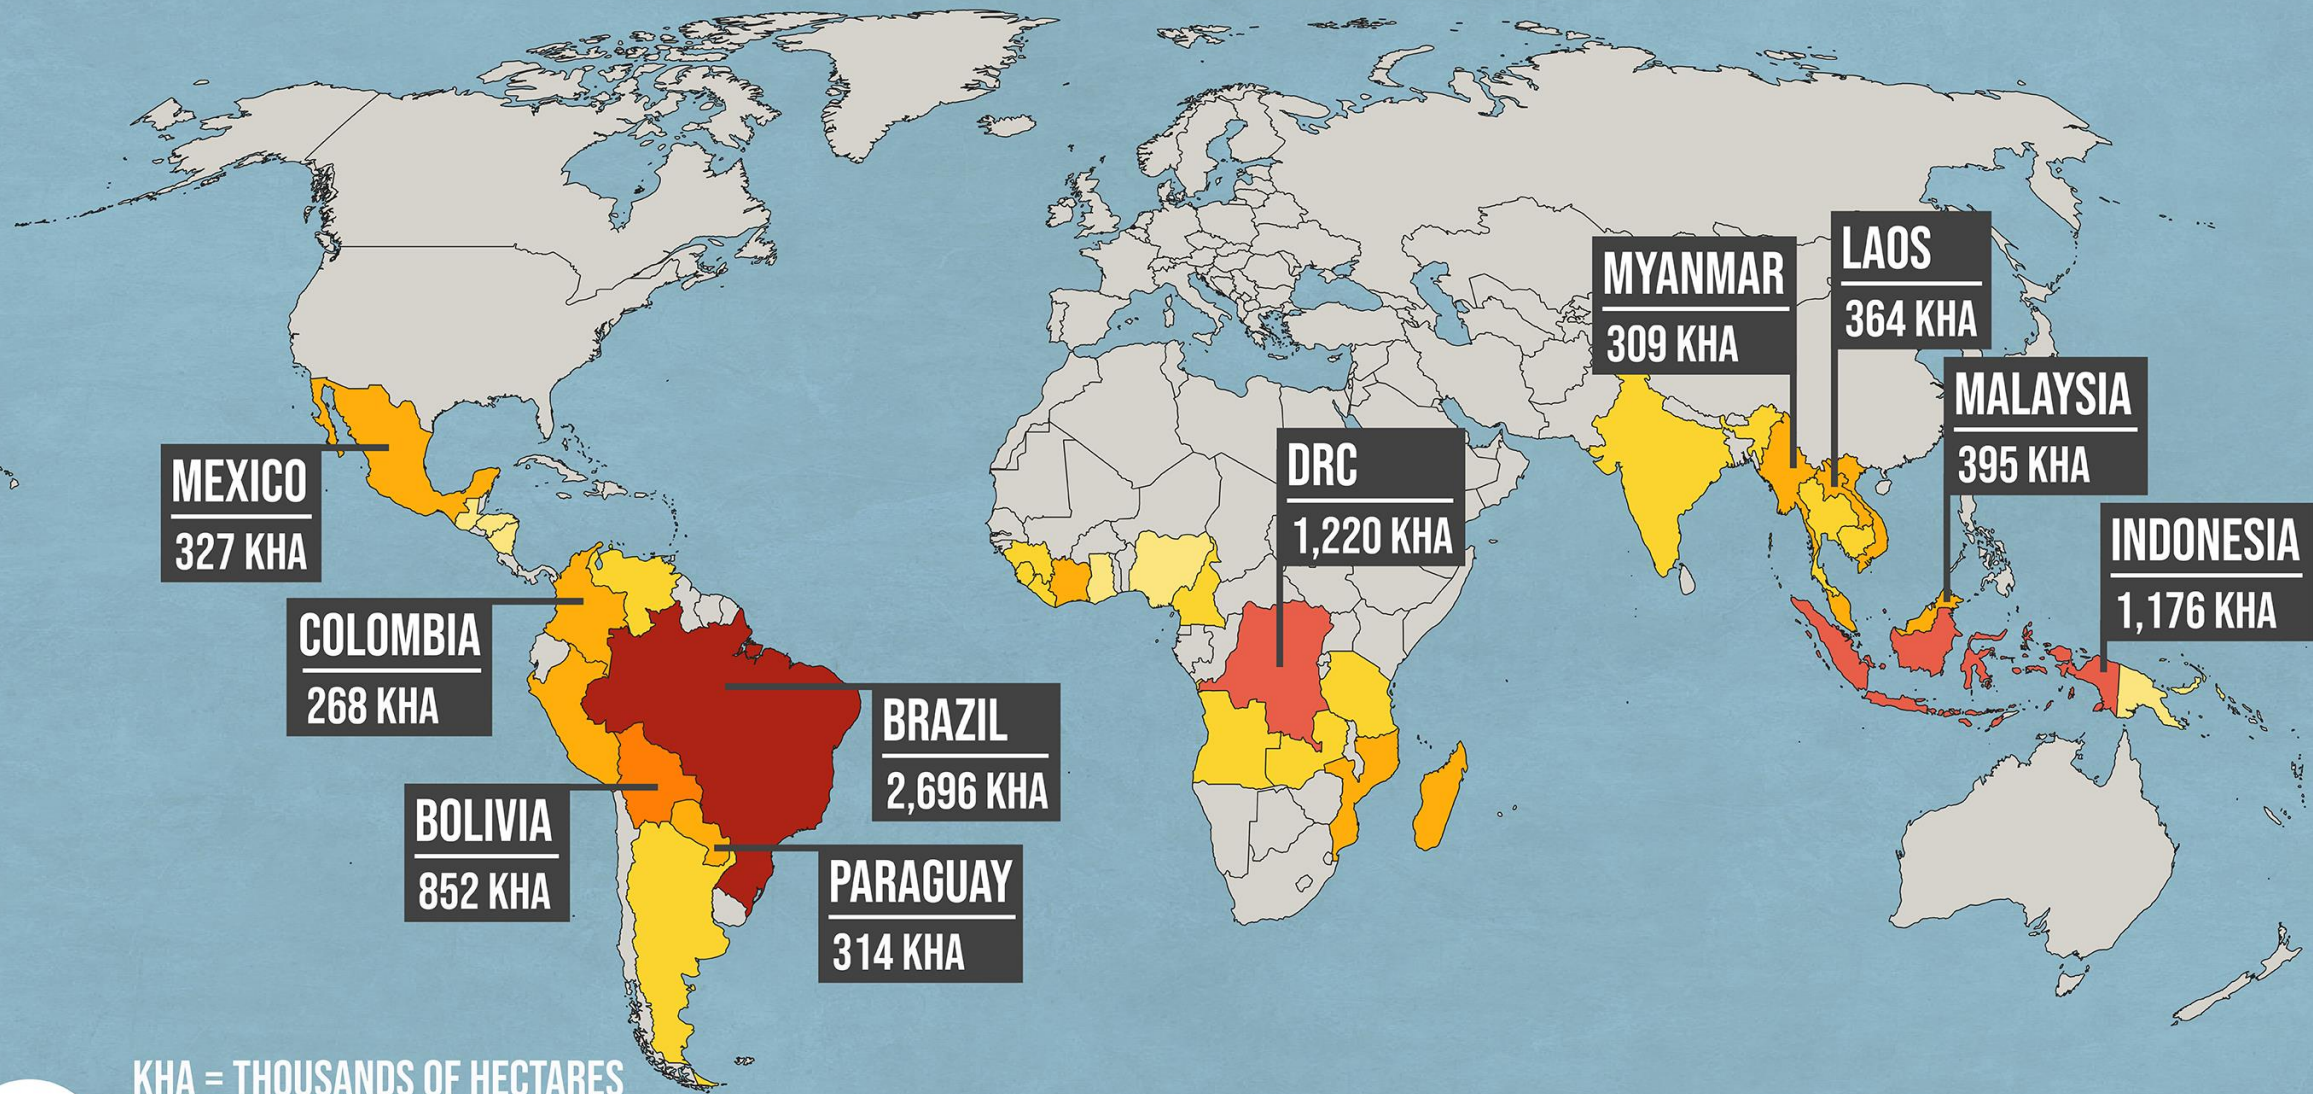 MYANMAR
309 KHA
LAOS
364 KHA
MALAYSIA
395 KHA
MEXICO
327 KHA
DRC
1,220 KHA
INDONESIA
1,176 KHA
COLOMBIA
268 KHA
BRAZIL
2,696 KHA
BOLIVIA
852 KHA
PARAGUAY
314 KHA
KHA = THOUSANDS OF HECTARES